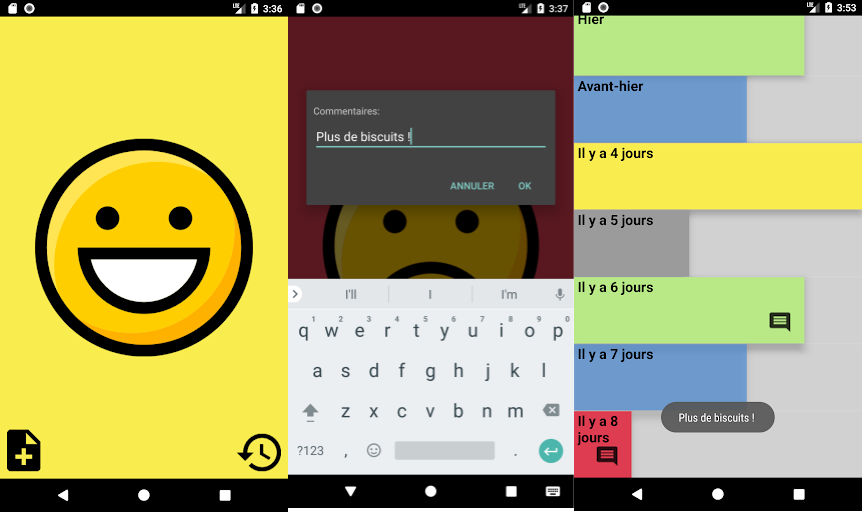 3:36
LTE 3:37
Commentaires:
Plus de biscuits !
ANNULER OK
I'll I I'm
1 2 3 4 5 6 7 8 9 0
q w e r t y u i o p
a s d f g h j k l
z x c v b n m
?123 , .
LTE 3:53
Hier
Avant-hier
Il y a 4 jours
Il y a 5 jours
Il y a 6 jours
Il y a 7 jours
Plus de biscuits !
Il y a 8
jours